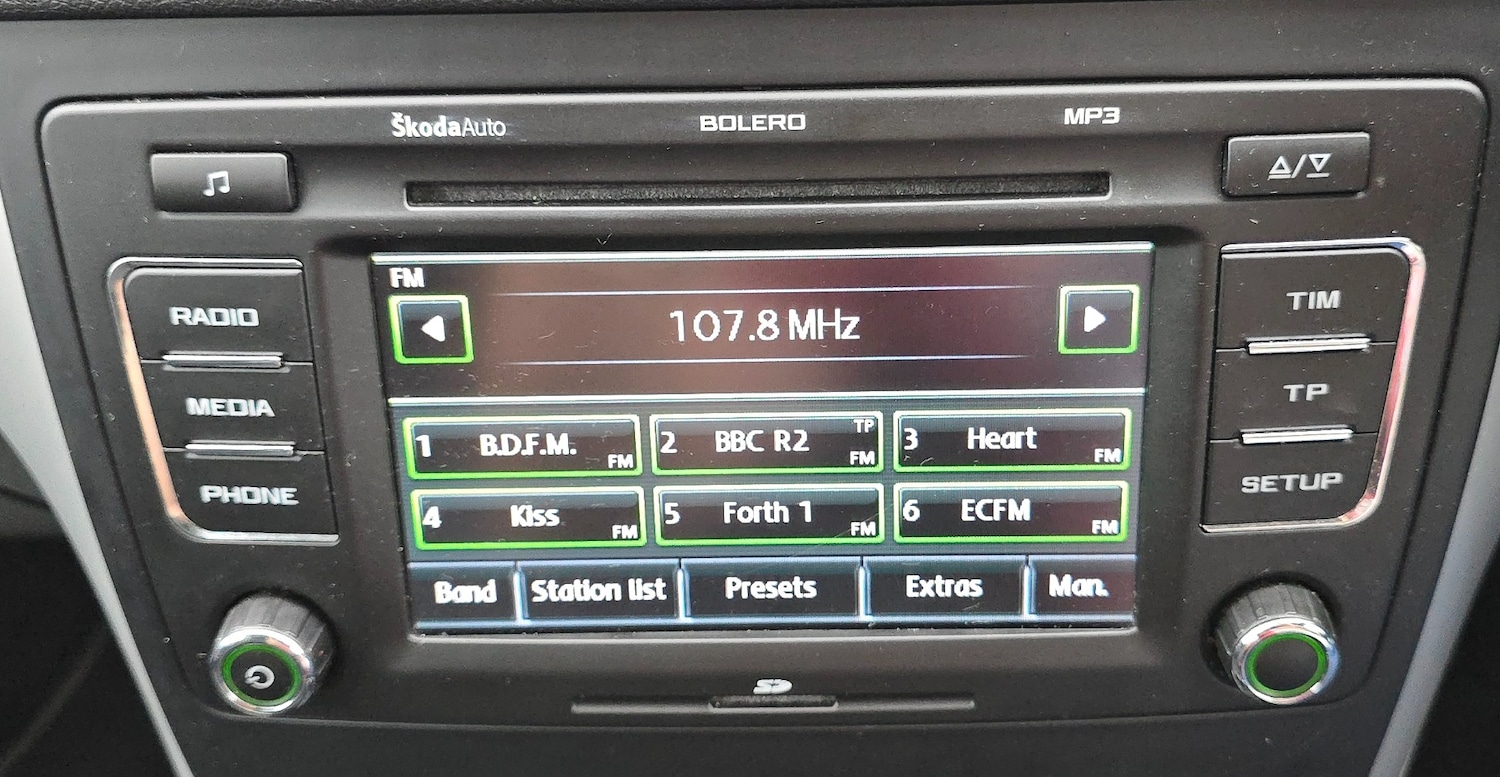 ŠkodaAuto BOLERO MP3
FM
107.8 MHz
RADIO
MEDIA
PHONE
1 B.D.F.M. FM
2 BBC R2 TP FM
3 Heart FM
4 Kiss FM
5 Forth 1 FM
6 ECFM FM
Band Station list Presets Extras Man.
TIM
TP
SETUP
SD